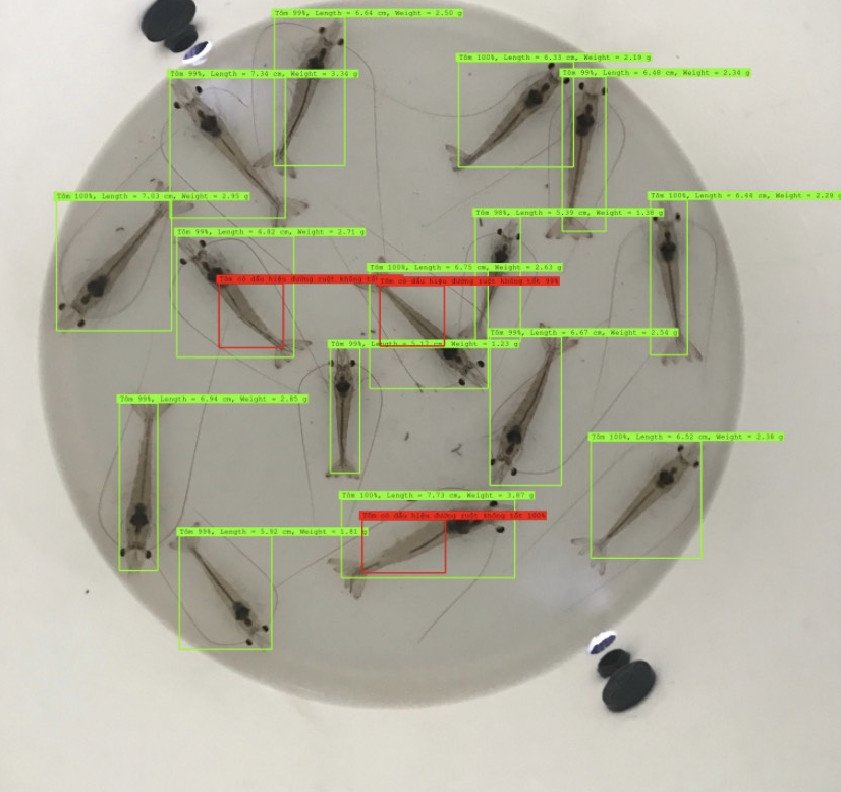 Tôm 99%, Length = 6.64 cm, Weight = 2.50 g
Tôm 100%, Length = 6.33 cm, Weight = 2.18 g
Tôm 99%, Length = 7.34 cm, Weight = 3.34 g
Tôm 99%, Length = 6.48 cm, Weight = 2.34 g
Tôm 100%, Length = 7.03 cm, Weight = 2.95 g
Tôm 100%, Length = 6.44 cm, Weight = 2.29 g
Tôm 98%, Length = 5.39 cm, Weight = 1.38 g
Tôm 99%, Length = 6.82 cm, Weight = 2.71 g
Tôm 100%, Length = 6.75 cm, Weight = 2.63 g
Tôm có dấu hiệu đường ruột không
Tôm có dấu hiệu đường ruột không tốt 99%
Tôm 99%, Length = 6.67 cm, Weight = 2.54 g
Tôm 99%, Length = cm, Weight = 1.23 g
Tôm 99%, Length = 6.94 cm, Weight = 2.85 g
Tôm 100%, Length = 6.52 cm, Weight = 2.38 g
Tôm 100%, Length = 7.73 cm, Weight = 3.87 g
Tôm có dấu hiệu đường ruột không tốt 100%
Tôm 99%, Length = 5.92 cm, Weight = 1.81 g